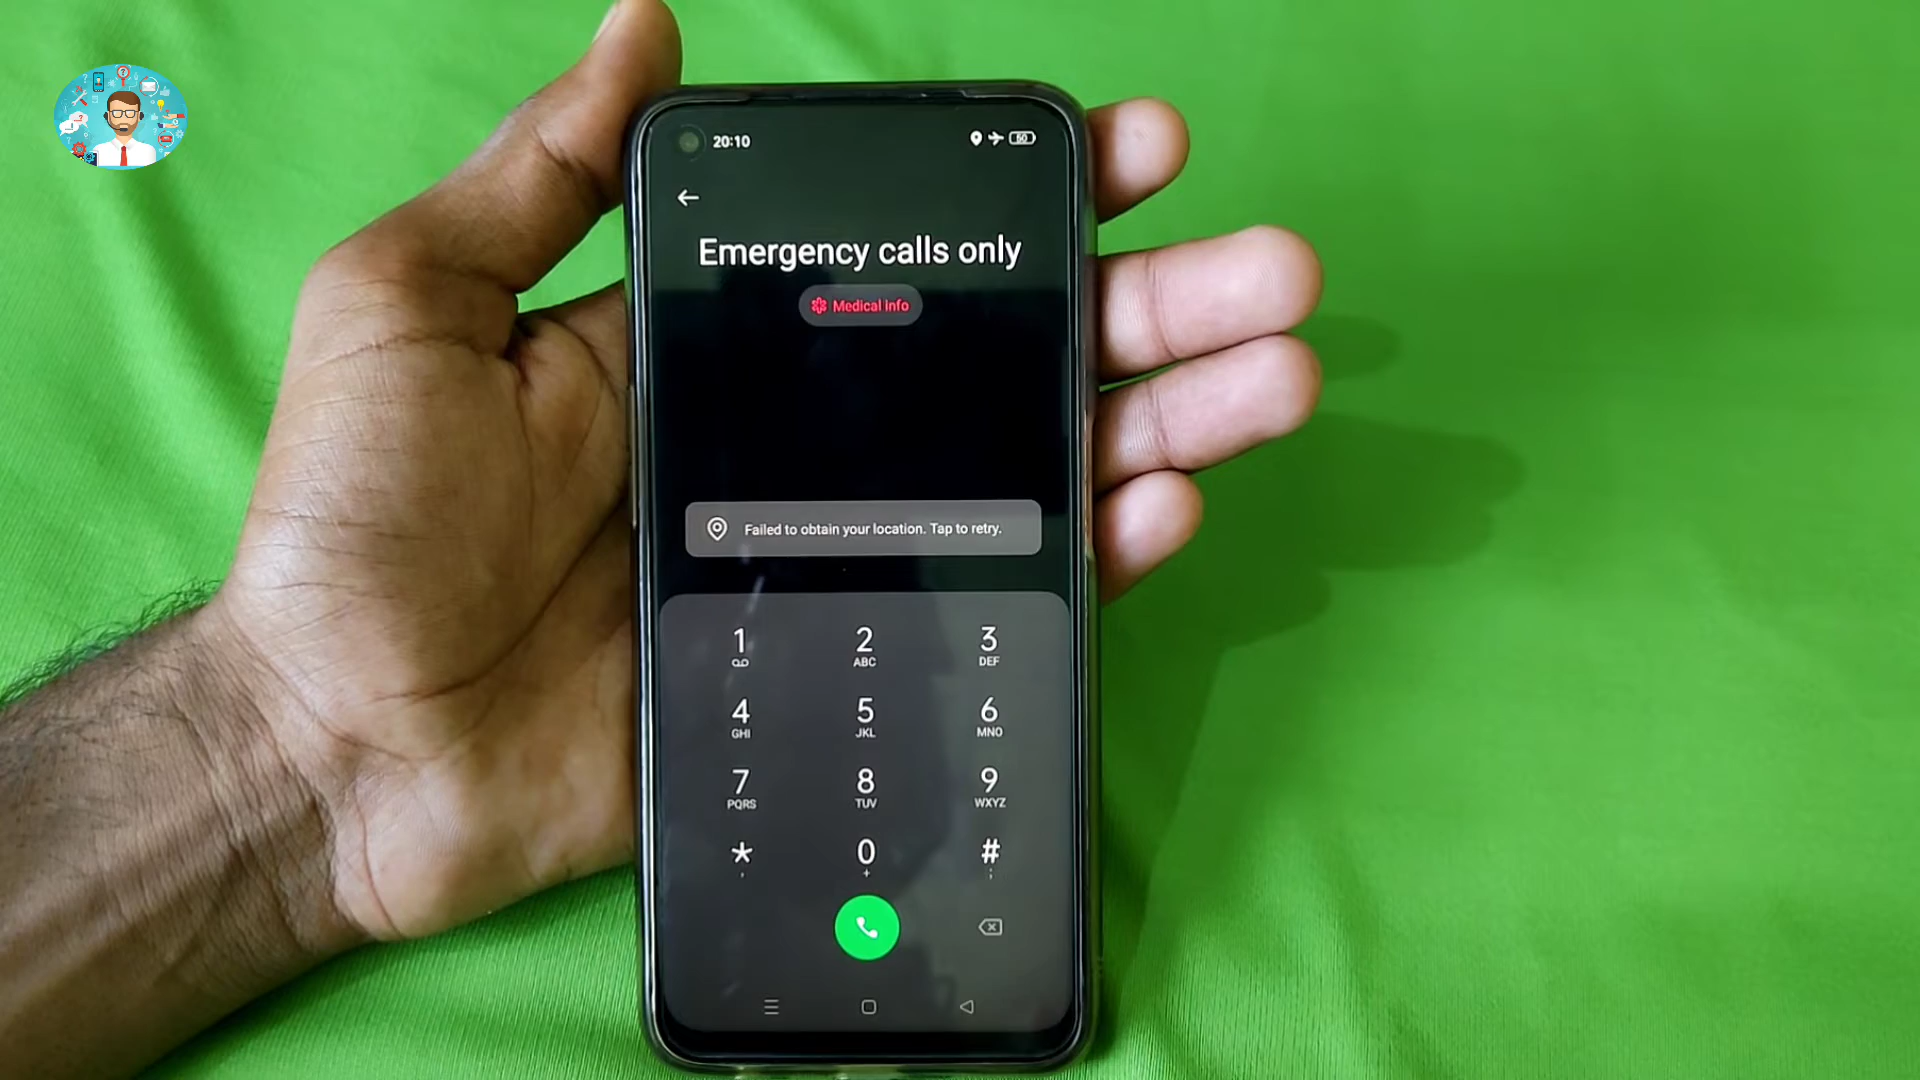 20:10
50
Emergency calls only
Medical info
Failed to obtain your location. Tap to retry.
1 2 3
ABC DEF
4 5 6
GHI JKL MNO
7 8 9
PQRS TUV WXYZ
* 0 #
, + ;